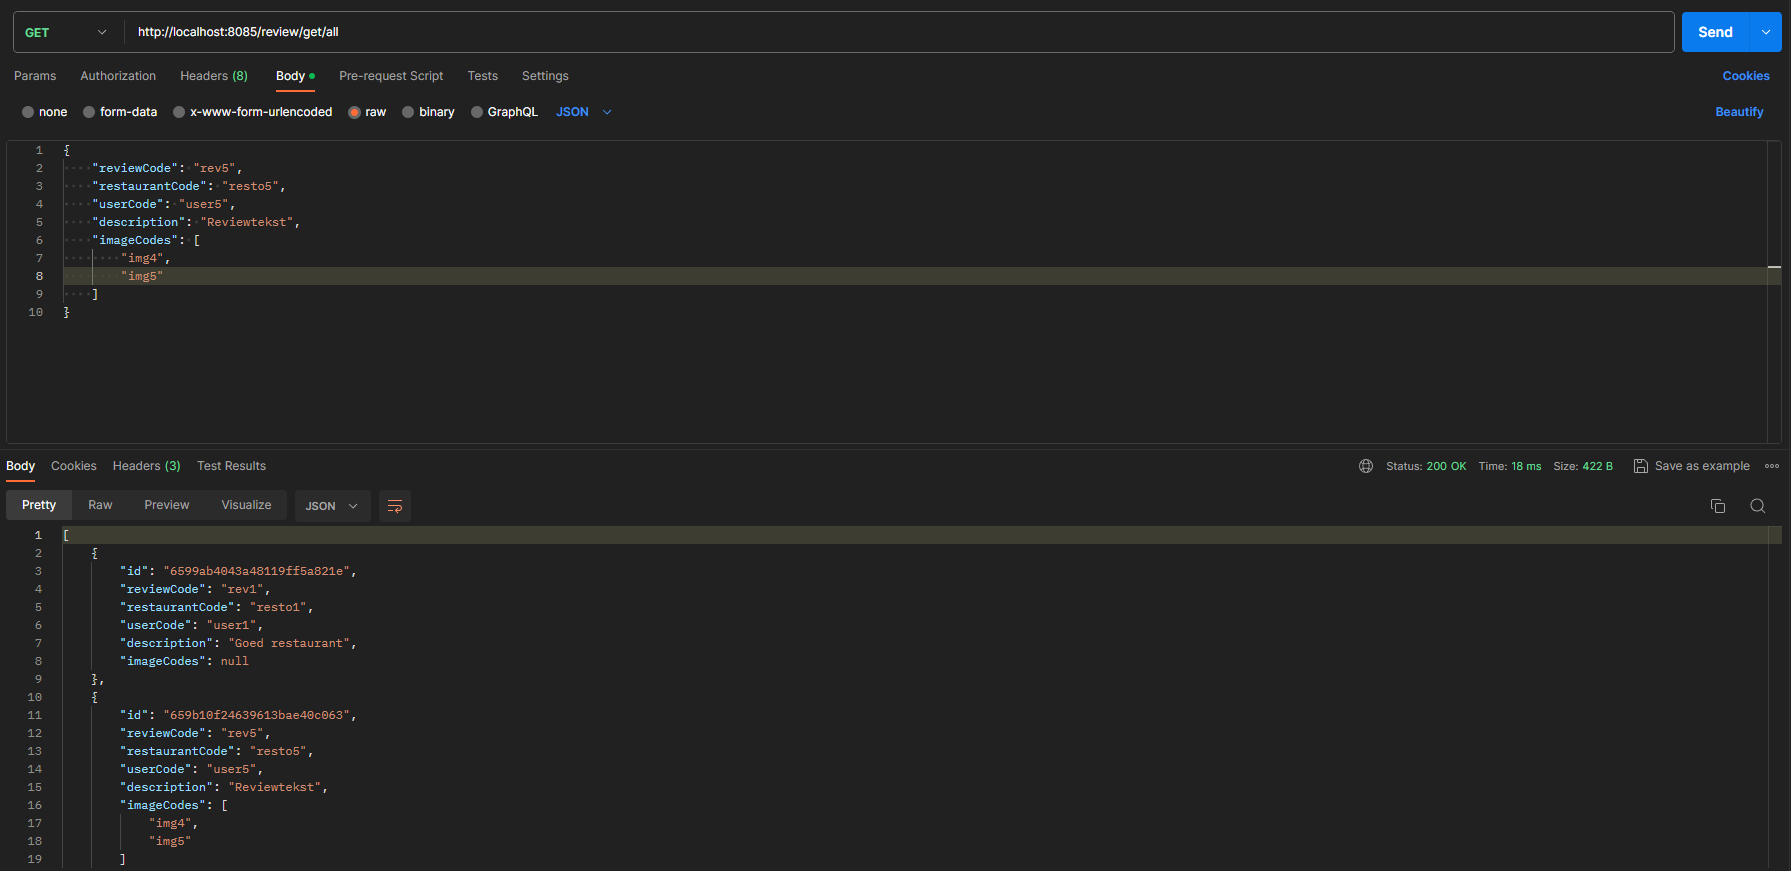 GET http://localhost:8085/review/get/all Send
Params Authorization Headers (8) Body Pre-request Script Tests Settings Cookies
none form-data x-www-form-urlencoded raw binary GraphQL JSON Beautify
1 {
2 "reviewCode": "rev5",
3 "restaurantCode": "resto5",
4 "userCode": "user5",
5 "description": "Reviewtekst",
6 "imageCodes": [
7 "img4",
8 "img5"
9 ]
10 }
Body Cookies Headers (3) Test Results Status: 200 OK Time: 18 ms Size: 422 B Save as example
Pretty Raw Preview Visualize JSON
1 [
2 {
3 "id": "6599ab4043a48119ff5a821e",
4 "reviewCode": "rev1",
5 "restaurantCode": "resto1",
6 "userCode": "user1",
7 "description": "Goed restaurant",
8 "imageCodes": null
9 },
10 {
11 "id": "659b10f24639613bae40c063",
12 "reviewCode": "rev5",
13 "restaurantCode": "resto5",
14 "userCode": "user5",
15 "description": "Reviewtekst",
16 "imageCodes": [
17 "img4",
18 "img5"
19 ]